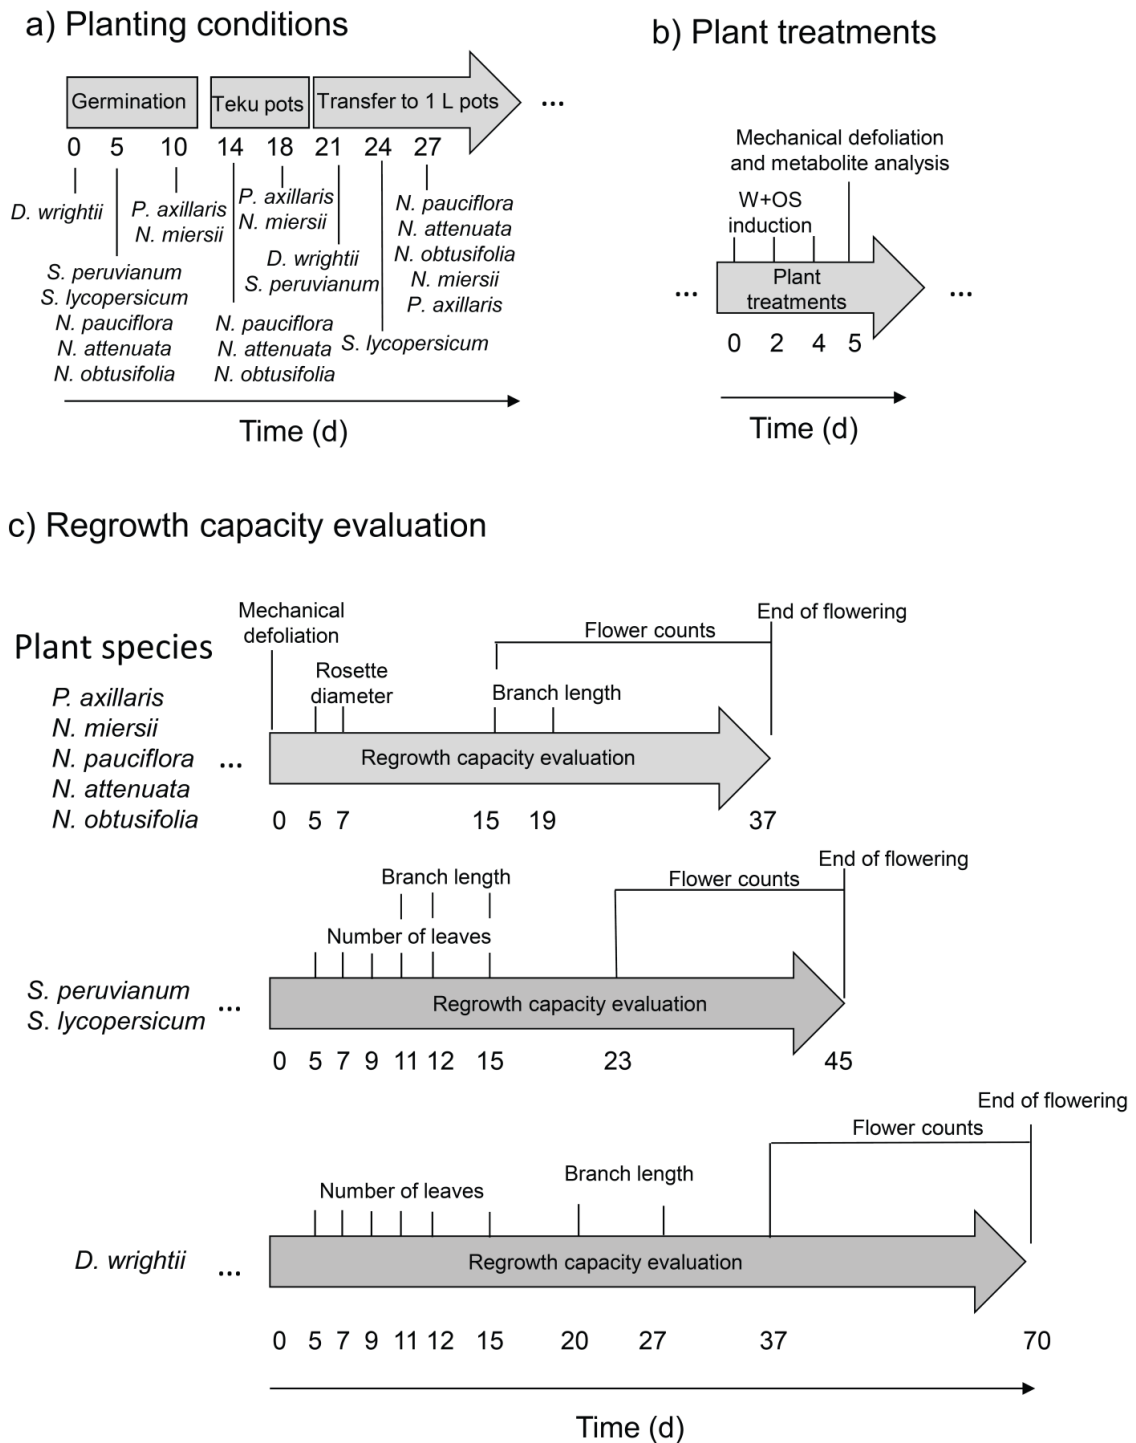 a) Planting conditions
Germination
Teku pots
Transfer to 1 L pots
...
0 5 10 14 18 21 24 27
D. wrightii
S. peruvianum
S. lycopersicum
N. pauciflora
N. attenuata
N. obtusifolia
P. axillaris
N. miersii
N. pauciflora
N. attenuata
N. obtusifolia
P. axillaris
N. miersii
D. wrightii
S. peruvianum
S. lycopersicum
N. pauciflora
N. attenuata
N. obtusifolia
N. miersii
P. axillaris
Time (d)
b) Plant treatments
Mechanical defoliation
and metabolite analysis
W+OS
induction
...
Plant
treatments
...
0 2 4 5
Time (d)
c) Regrowth capacity evaluation
Plant species
P. axillaris
N. miersii
N. pauciflora
N. attenuata
N. obtusifolia
...
Mechanical
defoliation
Rosette
diameter
Branch length
Flower counts
End of flowering
Regrowth capacity evaluation
0 5 7 15 19 37
S. peruvianum
S. lycopersicum
...
Branch length
Number of leaves
Flower counts
End of flowering
Regrowth capacity evaluation
0 5 7 9 11 12 15 23 45
D. wrightii
...
Number of leaves
Branch length
Flower counts
End of flowering
Regrowth capacity evaluation
0 5 7 9 11 12 15 20 27 37 70
Time (d)